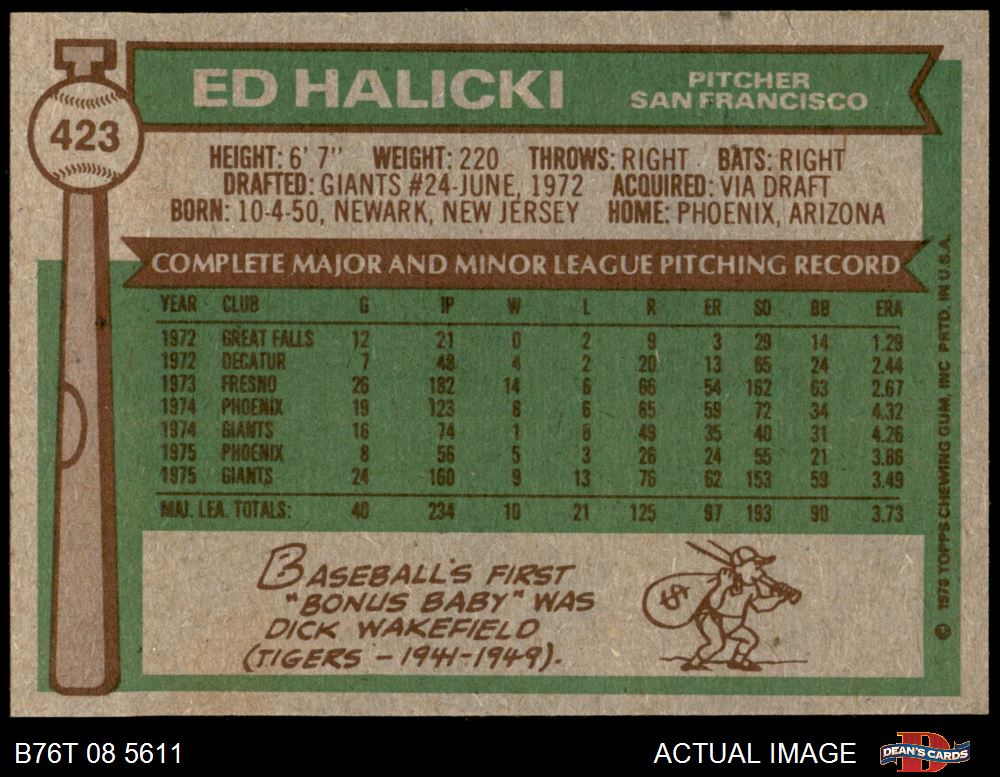 ED HALICKI
PITCHER
SAN FRANCISCO
423
HEIGHT: 6' 7" WEIGHT: 220 THROWS: RIGHT BATS: RIGHT
DRAFTED: GIANTS #24-JUNE, 1972 ACQUIRED: VIA DRAFT
BORN: 10-4-50, NEWARK, NEW JERSEY HOME: PHOENIX, ARIZONA
COMPLETE MAJOR AND MINOR LEAGUE PITCHING RECORD
YEAR CLUB G IP W L R ER SO BB ERA
1972 GREAT FALLS 12 21 0 2 9 3 29 14 1.29
1972 DECATUR 7 48 4 2 20 13 65 24 2.44
1973 FRESNO 26 182 14 6 66 54 162 63 2.67
1974 PHOENIX 19 123 6 6 65 59 72 34 4.32
1974 GIANTS 16 74 1 8 49 35 40 31 4.26
1975 PHOENIX 8 56 5 3 26 24 55 21 3.86
1975 GIANTS 24 160 9 13 76 62 153 59 3.49
MAJ. LEA. TOTALS: 40 234 10 21 125 97 193 90 3.73
BASEBALL'S FIRST
"BONUS BABY" WAS
DICK WAKEFIELD
(TIGERS - 1941-1949).
$
© 1976 TOPPS CHEWING GUM, INC PRTD. IN U.S.A.
B76T 08 5611
ACTUAL IMAGE
D
DEAN'S CARDS